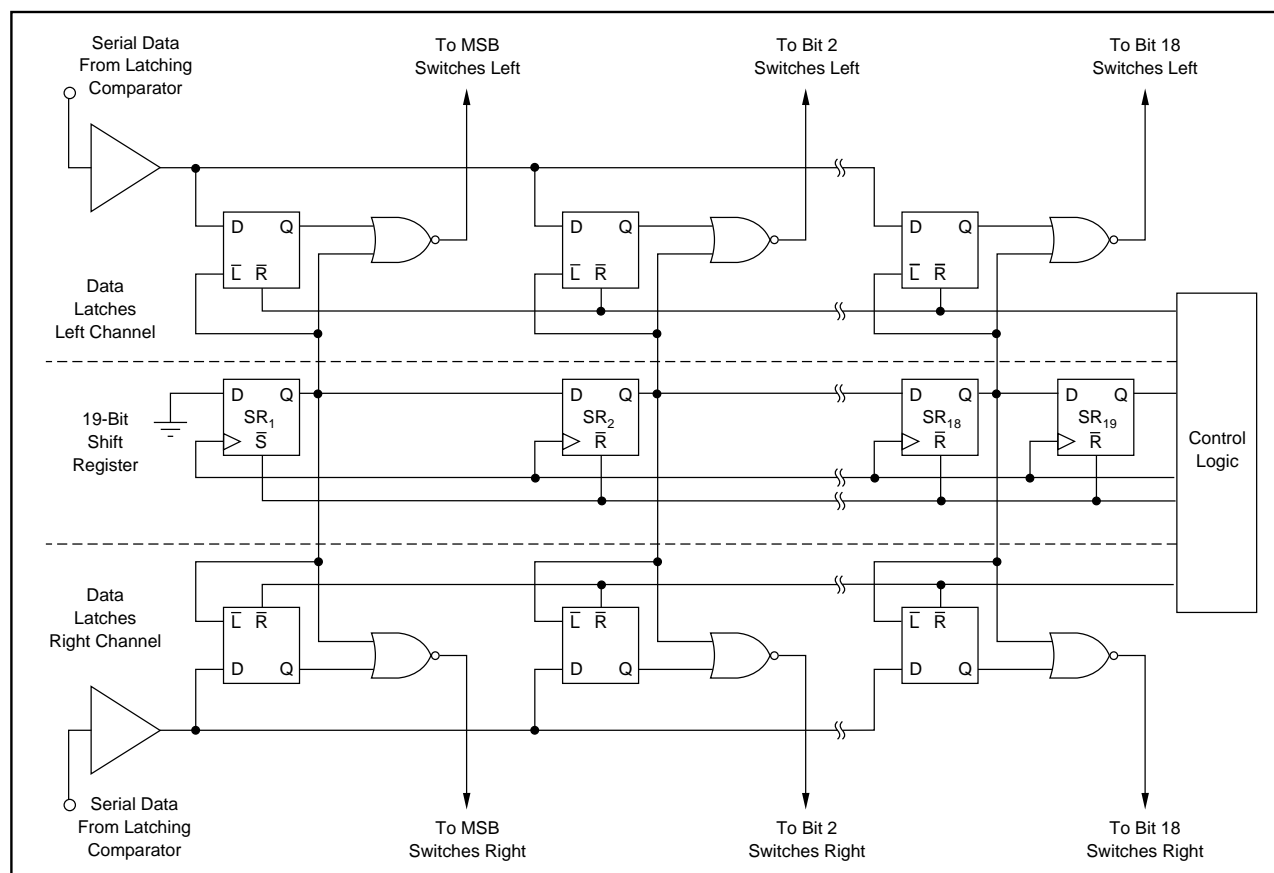 Serial Data
From Latching
Comparator
To MSB
Switches Left
To Bit 2
Switches Left
To Bit 18
Switches Left
D Q
L̅ R̅
D Q
L̅ R̅
D Q
L̅ R̅
Data
Latches
Left Channel
19-Bit
Shift
Register
D Q
SR₁
S̅
D Q
SR₂
R̅
D Q
SR₁₈
R̅
D Q
SR₁₉
R̅
Control
Logic
Data
Latches
Right Channel
L̅ R̅
D Q
L̅ R̅
D Q
L̅ R̅
D Q
Serial Data
From Latching
Comparator
To MSB
Switches Right
To Bit 2
Switches Right
To Bit 18
Switches Right